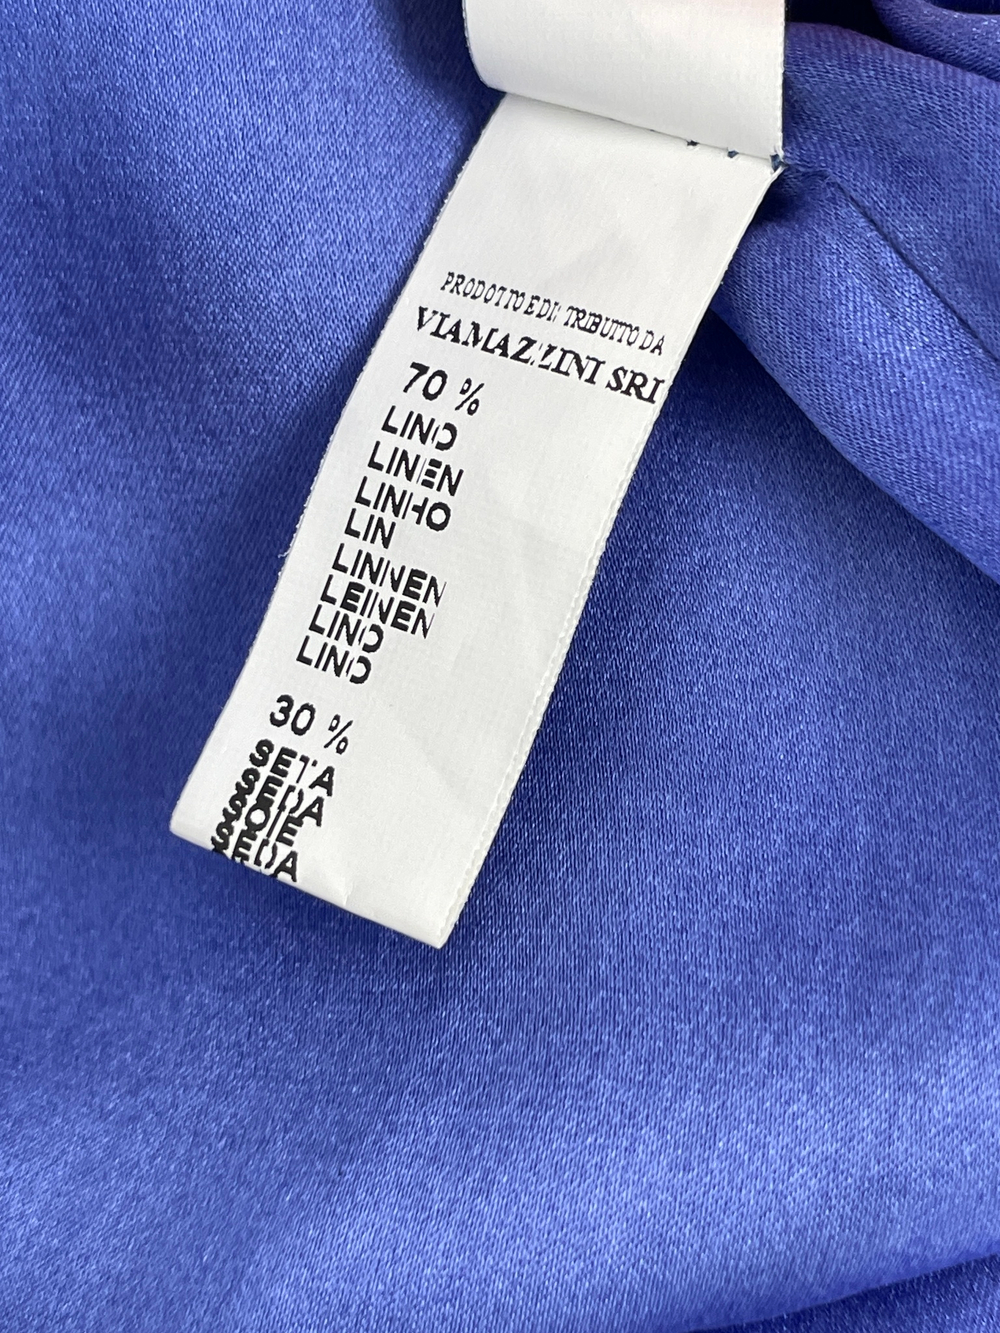 PRODOTTO E DISTRIBUITO DA
VIAMAZZINI SRL
70 %
LINO
LINEN
LINHO
LIN
LINNEN
LEINEN
LINO
LINO
30 %
SETA
SEDA
SOIE
SEDA